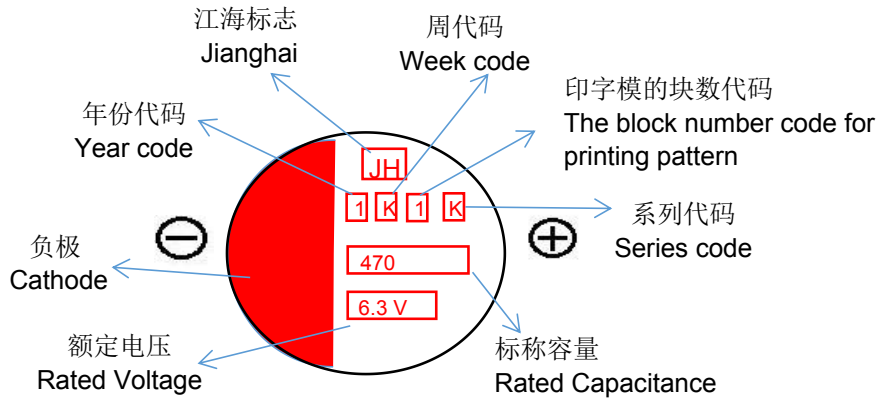 江海标志
Jianghai
周代码
Week code
年份代码
Year code
印字模的块数代码
The block number code for
printing pattern
JH
1 K 1 K
系列代码
Series code
负极
Cathode
470
6.3 V
额定电压
Rated Voltage
标称容量
Rated Capacitance